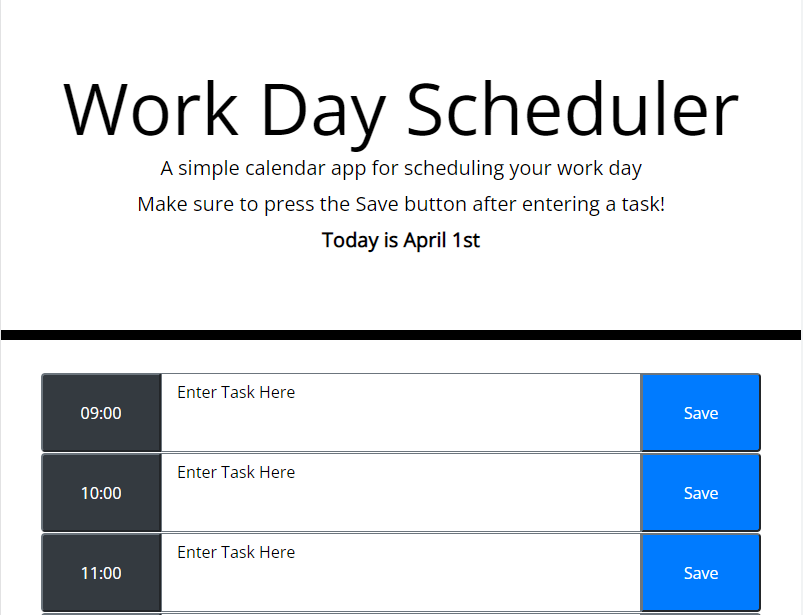 Work Day Scheduler
A simple calendar app for scheduling your work day
Make sure to press the Save button after entering a task!
Today is April 1st
09:00 Enter Task Here Save
10:00 Enter Task Here Save
11:00 Enter Task Here Save